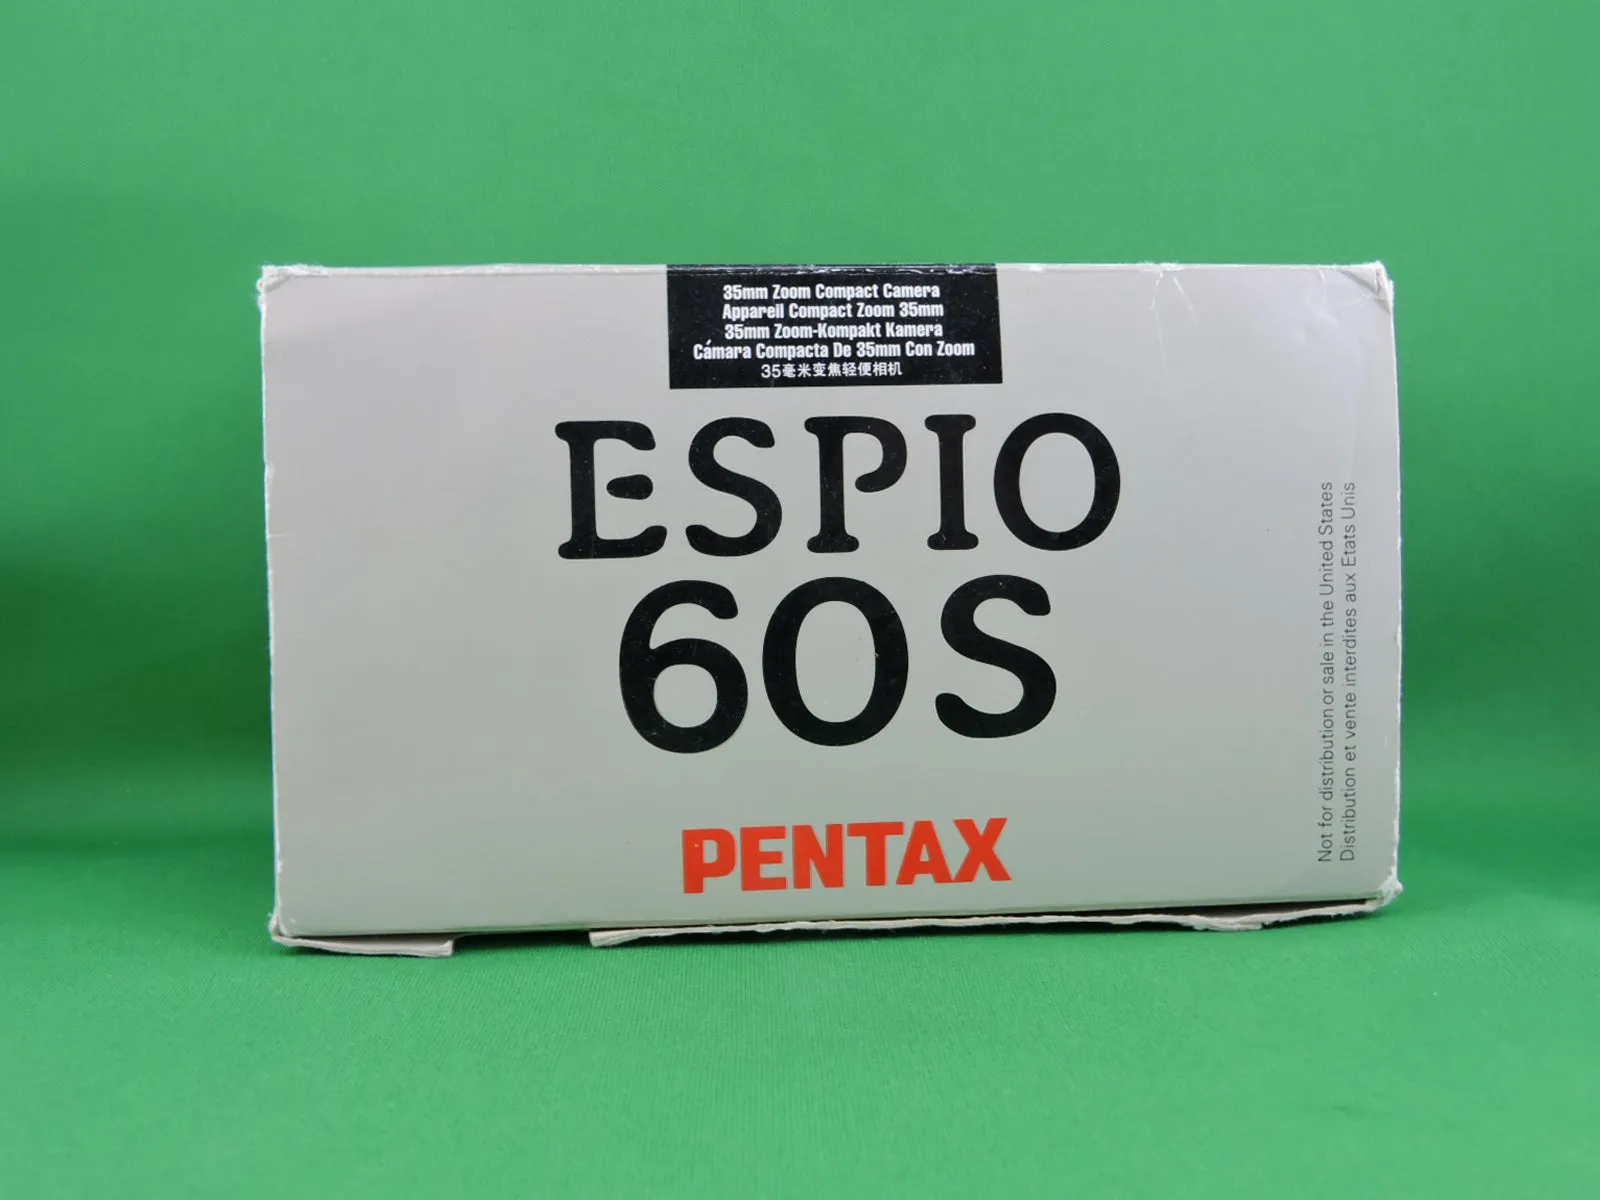 35mm Zoom Compact Camera
Appareil Compact Zoom 35mm
35mm Zoom-Kompakt Kamera
Cámara Compacta De 35mm Con Zoom
35毫米变焦轻便相机
ESPIO
60S
PENTAX
Not for distribution or sale in the United States
Distribution et vente interdites aux Etats Unis